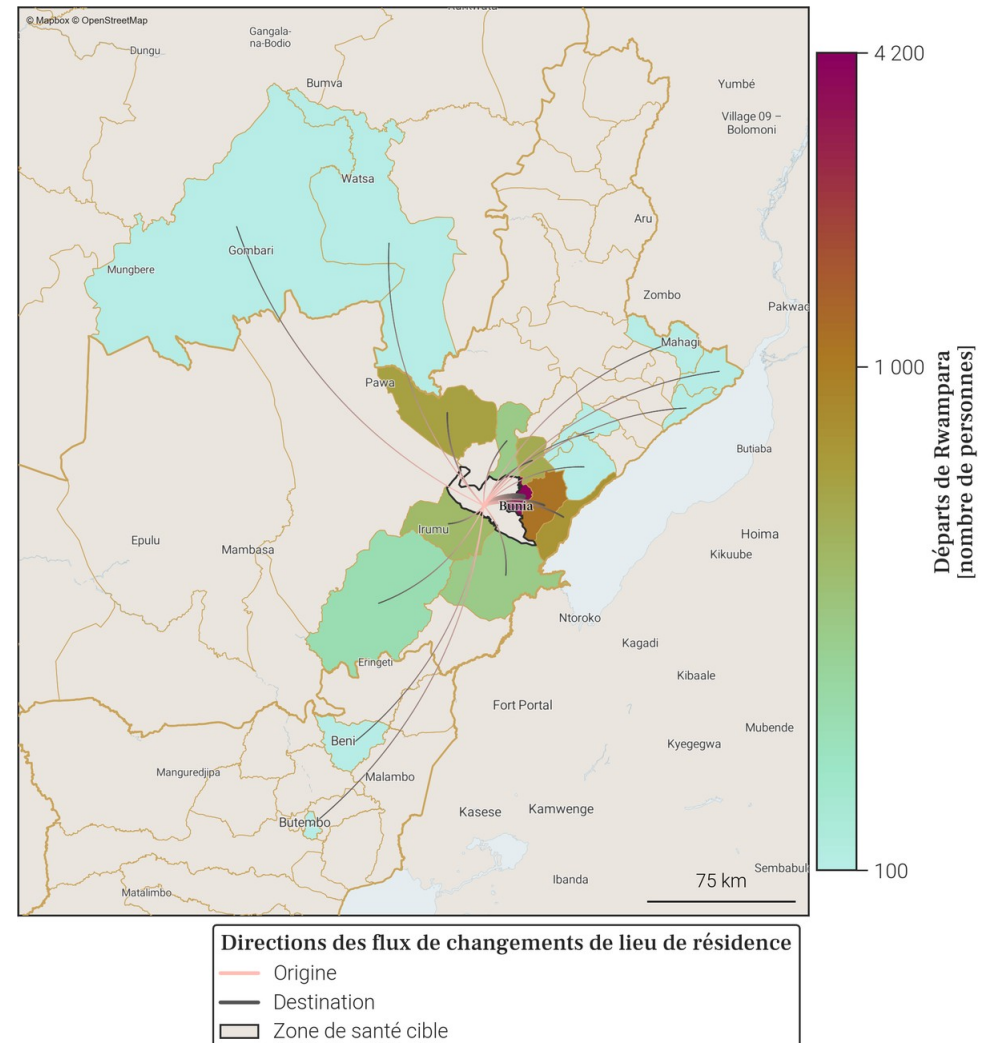 © Mapbox © OpenStreetMap
Gangala-
na-Bodio
Dungu
Bumva
Yumbé
Village 09 –
Bolomoni
Watsa
Aru
Gombari
Mungbere
Zombo
Pakwac
Mahagi
Pawa
Butiaba
Bunia
Irumu
Epulu
Mambasa
Hoima
Kikuube
Ntoroko
Kagadi
Eringeti
Kibaale
Fort Portal
Mubende
Beni
Kyegegwa
Manguredjipa
Malambo
Kasese
Kamwenge
Butembo
Sembabul
Ibanda
75 km
Matalimbo
4 200
1 000
100
Départs de Rwampara
[nombre de personnes]
Directions des flux de changements de lieu de résidence
Origine
Destination
Zone de santé cible